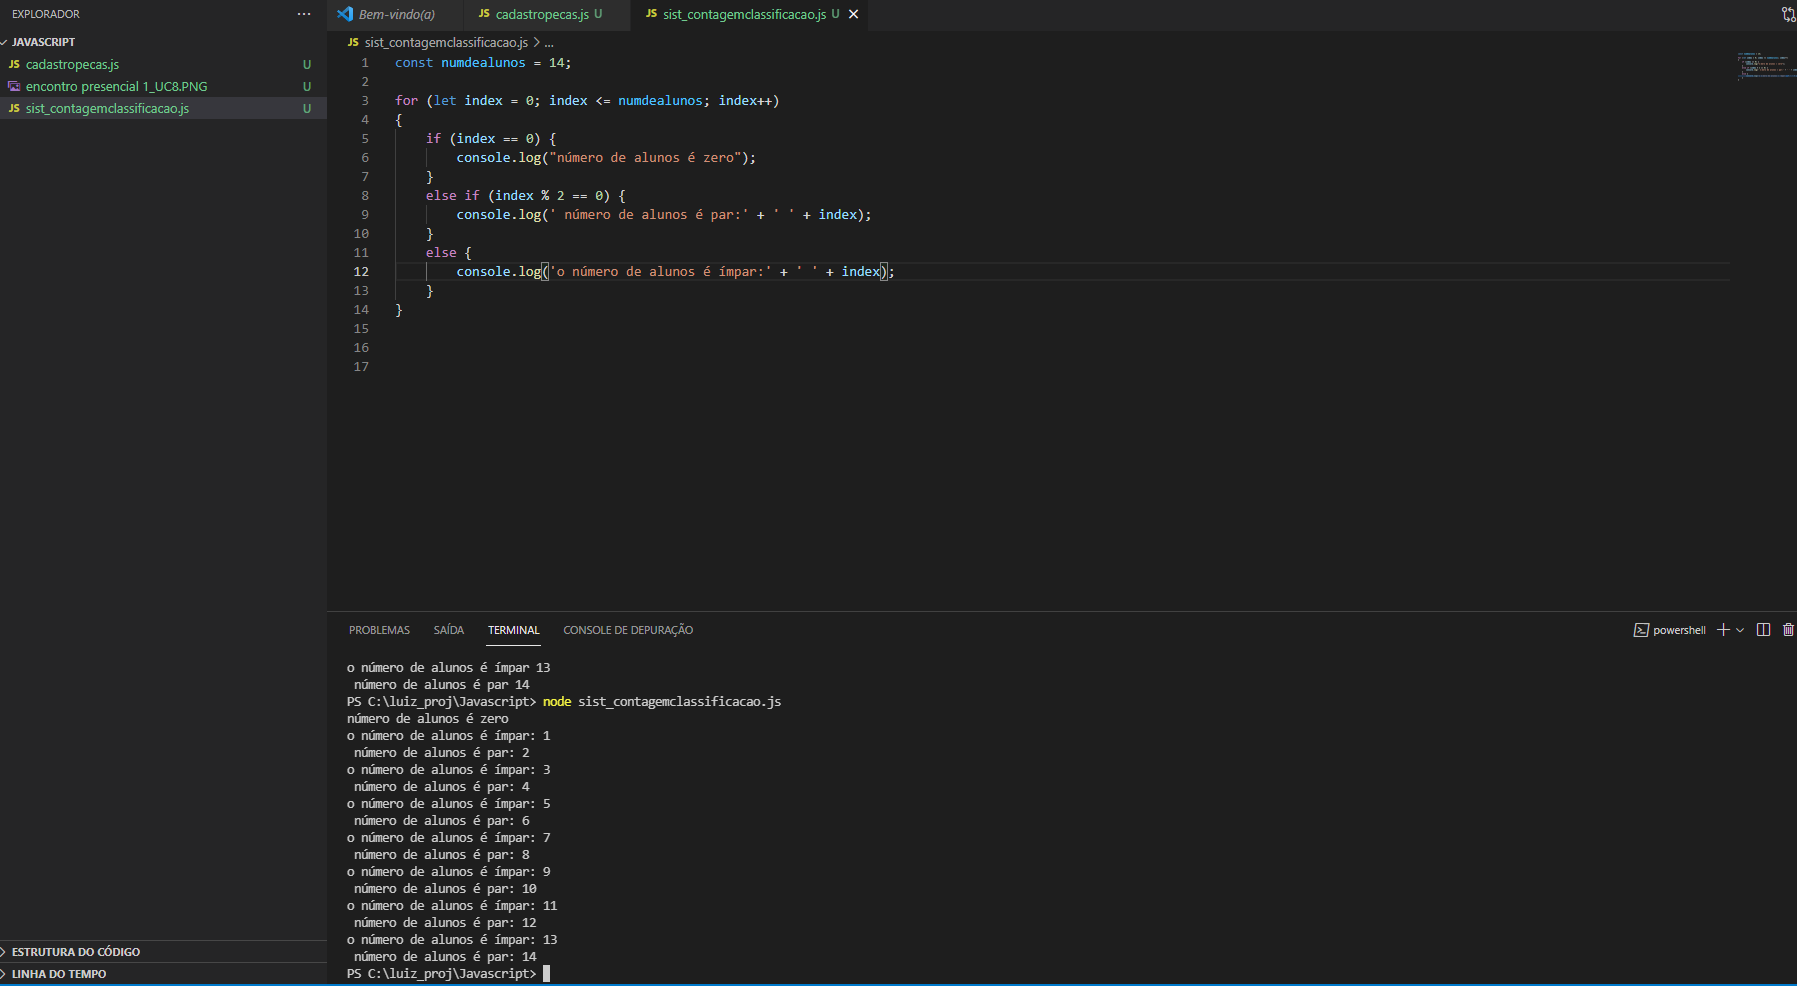 EXPLORADOR ···
JAVASCRIPT
JS cadastropecas.js U
encontro presencial 1_UC8.PNG U
JS sist_contagemclassificacao.js U
ESTRUTURA DO CÓDIGO
LINHA DO TEMPO
Bem-vindo(a) JS cadastropecas.js U JS sist_contagemclassificacao.js U
JS sist_contagemclassificacao.js > ...
1 const numdealunos = 14;
2
3 for (let index = 0; index <= numdealunos; index++)
4 {
5 if (index == 0) {
6 console.log("número de alunos é zero");
7 }
8 else if (index % 2 == 0) {
9 console.log(' número de alunos é par:' + ' ' + index);
10 }
11 else {
12 console.log('o número de alunos é ímpar:' + ' ' + index);
13 }
14 }
15
16
17
PROBLEMAS SAÍDA TERMINAL CONSOLE DE DEPURAÇÃO powershell
o número de alunos é ímpar 13
número de alunos é par 14
PS C:\luiz_proj\Javascript> node sist_contagemclassificacao.js
número de alunos é zero
o número de alunos é ímpar: 1
número de alunos é par: 2
o número de alunos é ímpar: 3
número de alunos é par: 4
o número de alunos é ímpar: 5
número de alunos é par: 6
o número de alunos é ímpar: 7
número de alunos é par: 8
o número de alunos é ímpar: 9
número de alunos é par: 10
o número de alunos é ímpar: 11
número de alunos é par: 12
o número de alunos é ímpar: 13
número de alunos é par: 14
PS C:\luiz_proj\Javascript>